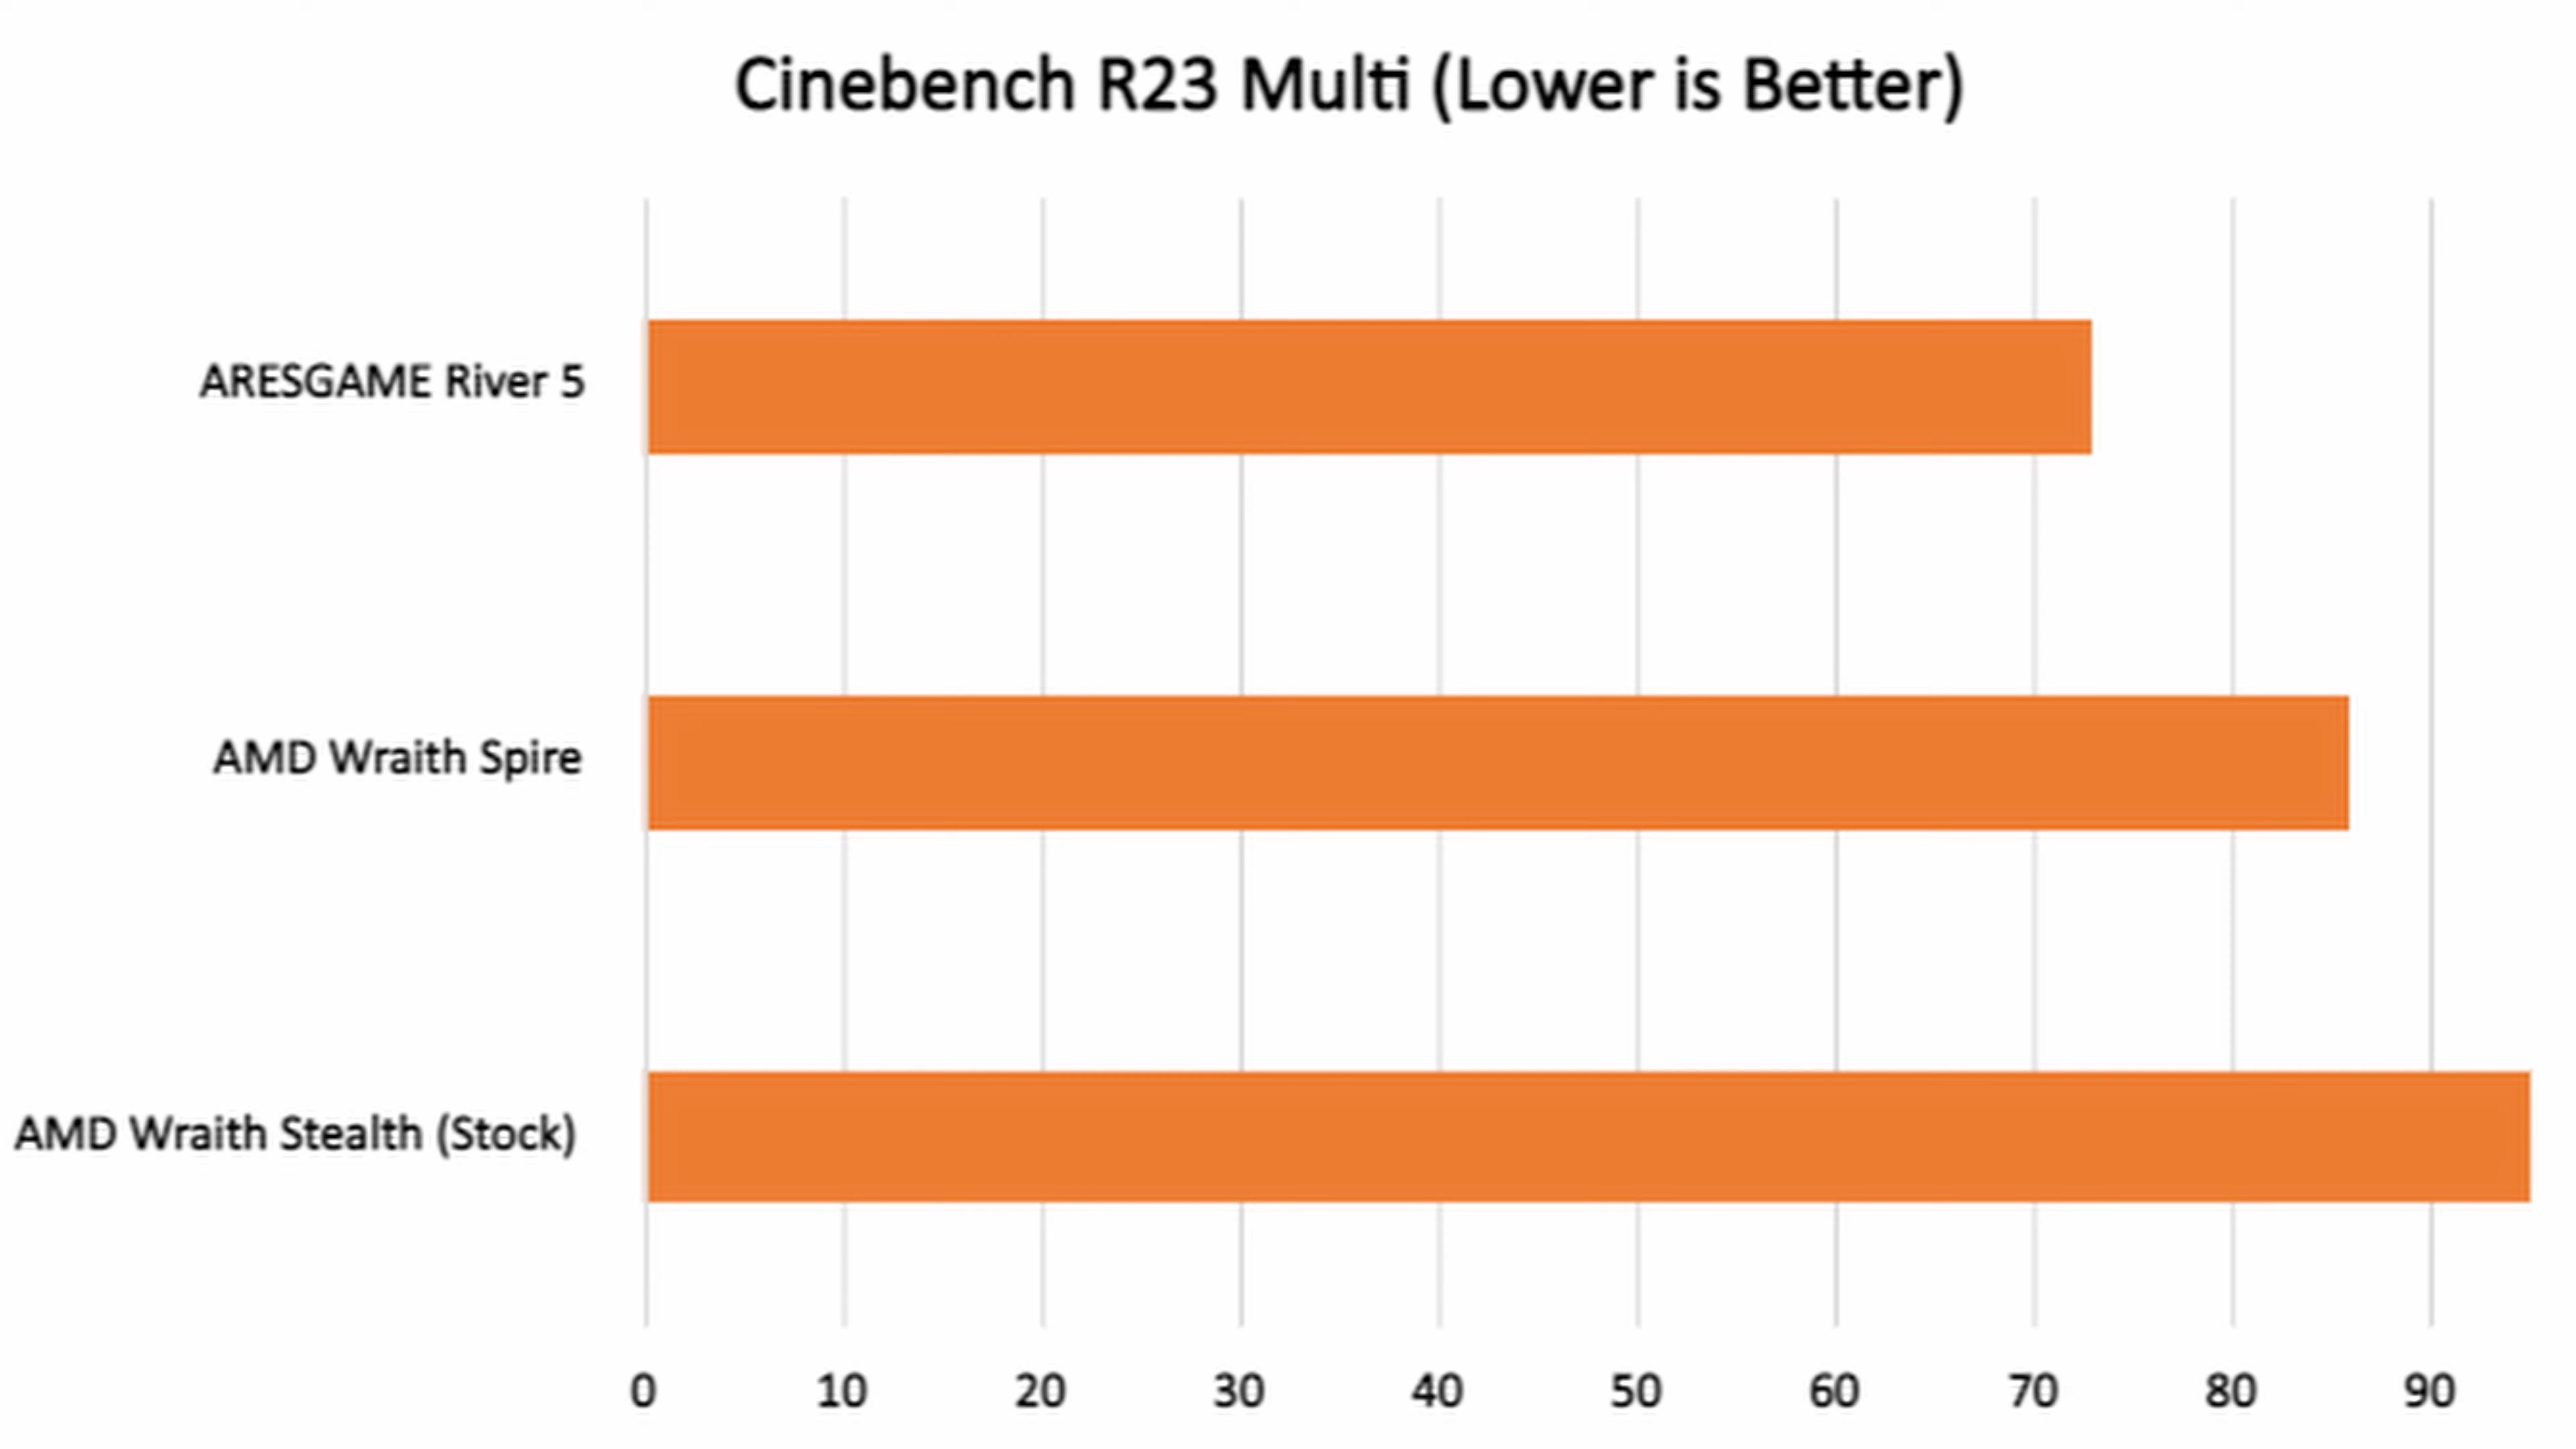 Cinebench R23 Multi (Lower is Better)
ARESGAME River 5
AMD Wraith Spire
AMD Wraith Stealth (Stock)
0 10 20 30 40 50 60 70 80 90